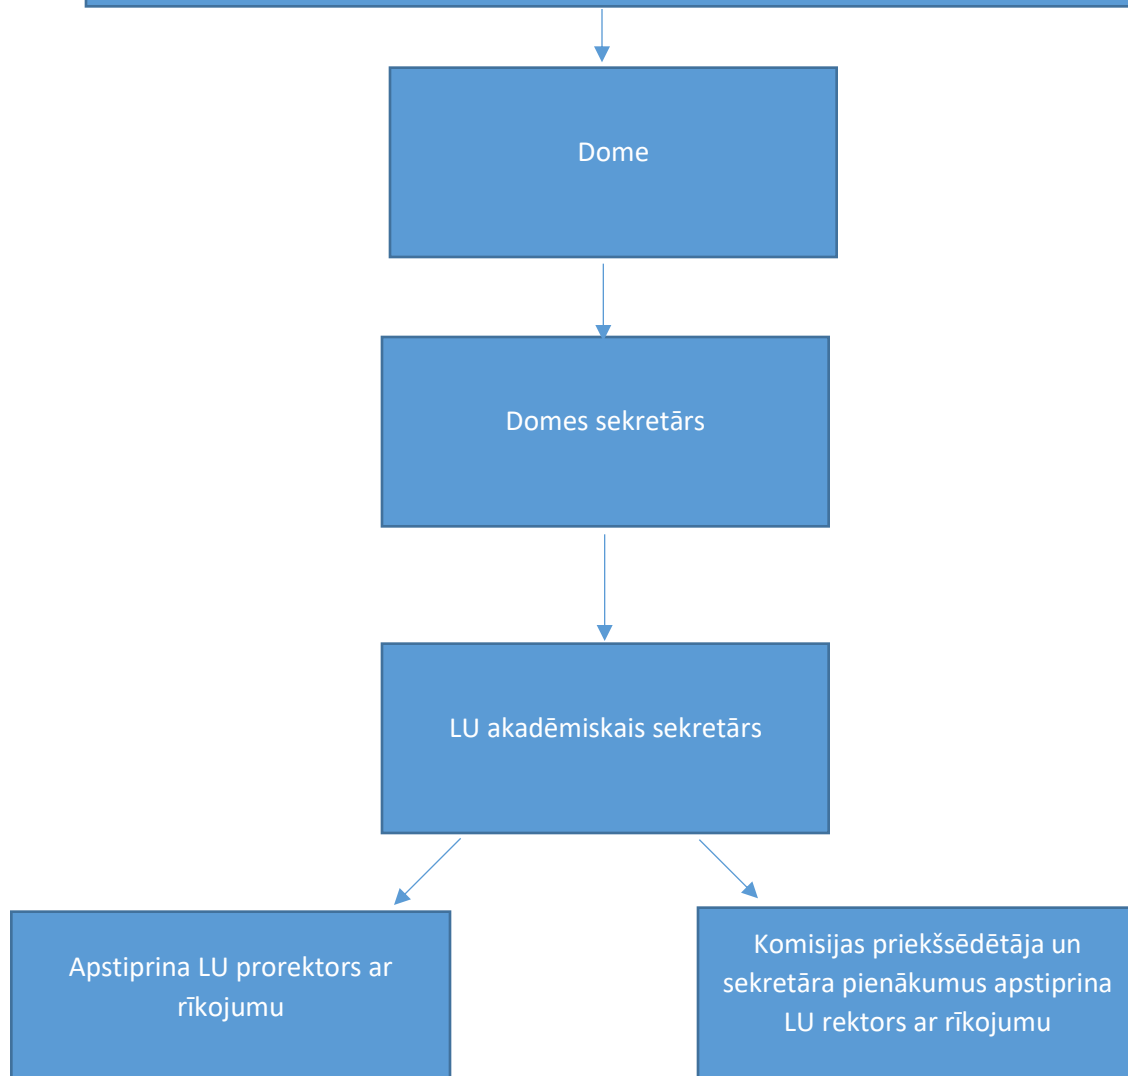 Dome
Domes sekretārs
LU akadēmiskais sekretārs
Apstiprina LU prorektors ar
rīkojumu
Komisijas priekšsēdētāja un
sekretāra pienākumus apstiprina
LU rektors ar rīkojumu